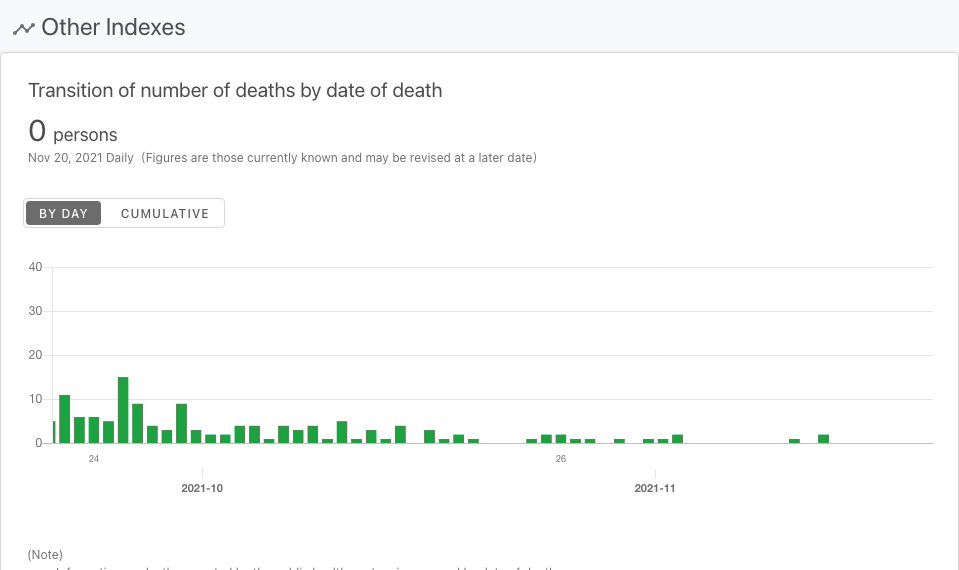 Other Indexes
Transition of number of deaths by date of death
0 persons
Nov 20, 2021 Daily (Figures are those currently known and may be revised at a later date)
BY DAY CUMULATIVE
40
30
20
10
0
24 26
2021-10 2021-11
(Note)